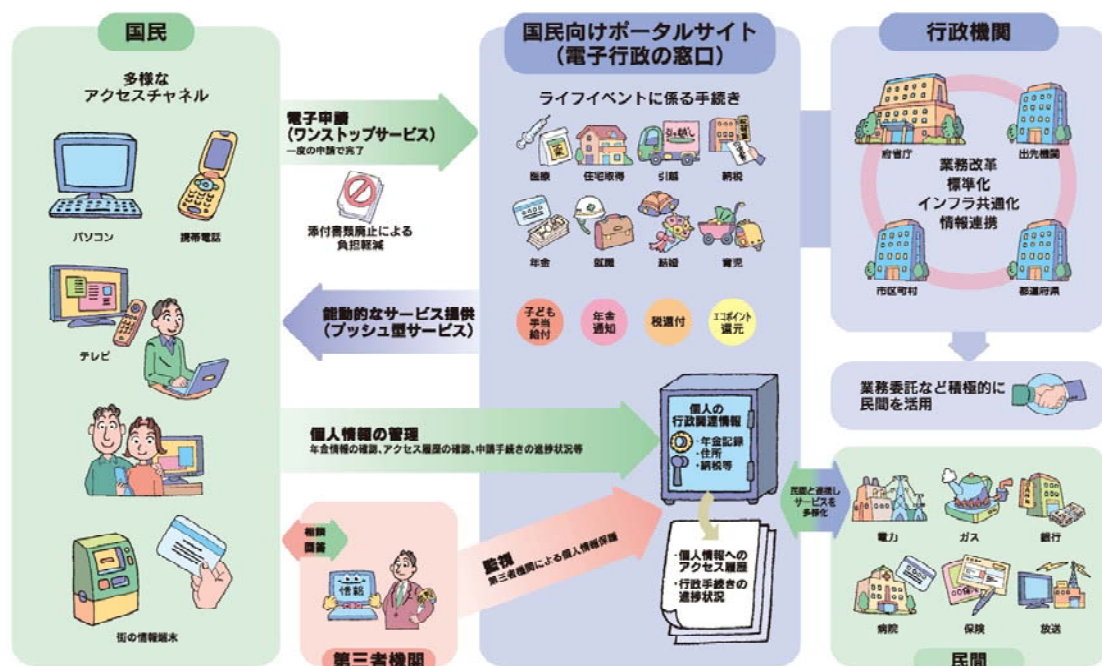 国民
多様な
アクセスチャネル
パソコン
携帯電話
テレビ
街の情報端末
電子申請
(ワンストップサービス)
一度の申請で完了
添付書類廃止による
負担軽減
能動的なサービス提供
(プッシュ型サービス)
個人情報の管理
年金情報の確認、アクセス履歴の確認、申請手続きの進捗状況等
相談
回答
情報
第三者機関
監視
第三者機関による個人情報保護
国民向けポータルサイト
(電子行政の窓口)
ライフイベントに係る手続き
医療
住宅取得
引越
納税
年金
就職
結婚
育児
子ども
手当
給付
年金
通知
税還付
エコポイント
還元
個人の
行政関連情報
・年金記録
・住所
・納税等
・個人情報への
アクセス履歴
・行政手続きの
進捗状況
行政機関
府省庁
出先機関
業務改革
標準化
インフラ共通化
情報連携
市区町村
都道府県
業務委託など積極的に
民間を活用
民間と連携し
サービスを
多様化
電力
ガス
銀行
病院
保険
放送
民間